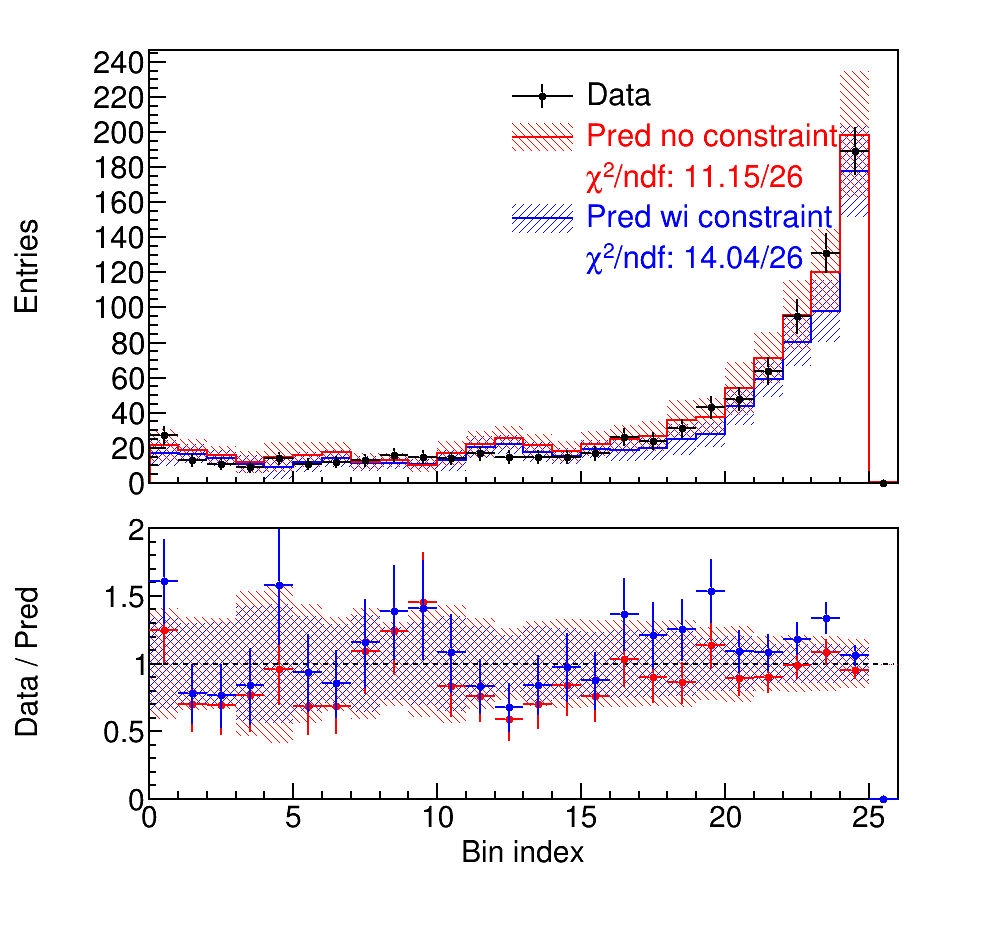 240
220
200
180
160
140
120
100
80
60
40
20
0
Entries
Data
Pred no constraint
χ²/ndf: 11.15/26
Pred wi constraint
χ²/ndf: 14.04/26
2
1.5
1
0.5
0
Data / Pred
0 5 10 15 20 25
Bin index